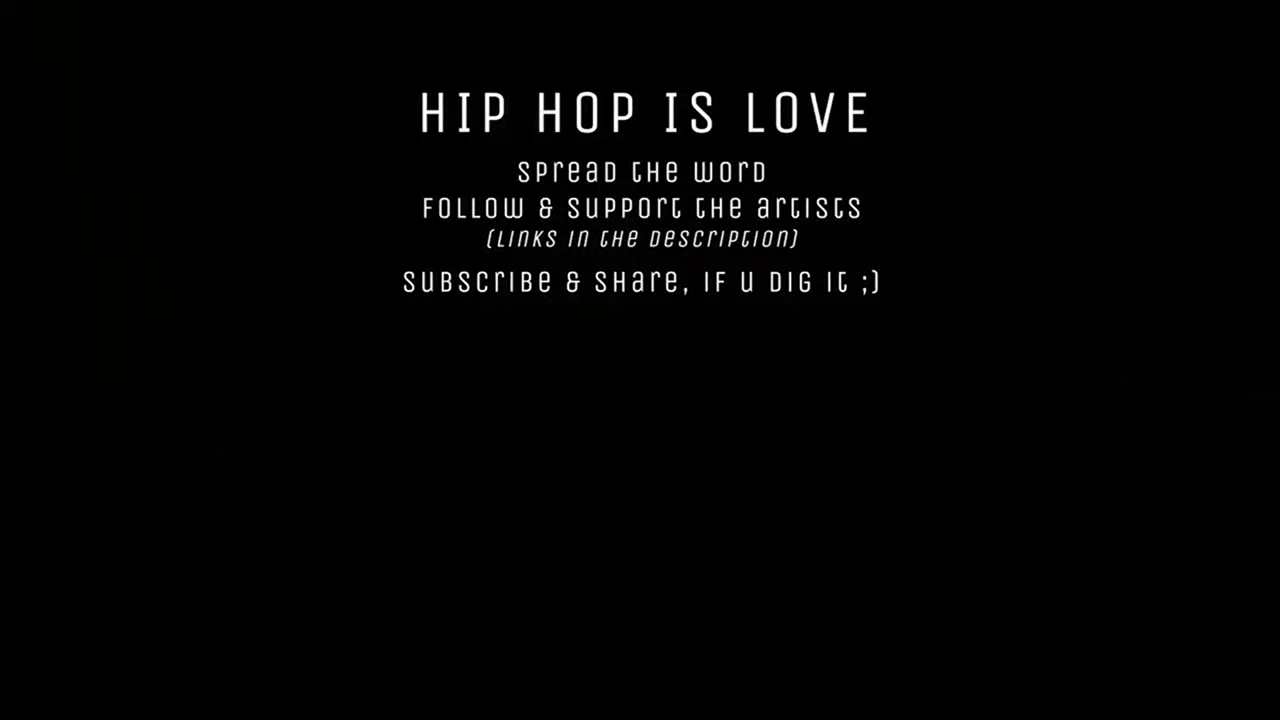 HIP HOP IS LOVE
spread the word
follow & support the artists
(links in the description)
subscribe & share, if u dig it ;)